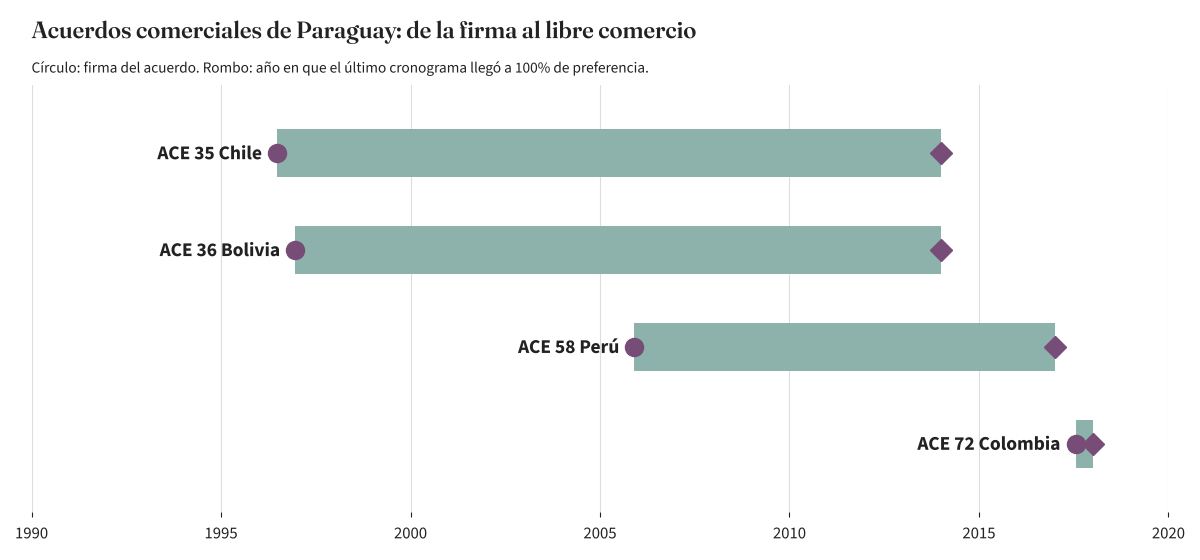 Acuerdos comerciales de Paraguay: de la firma al libre comercio
Círculo: firma del acuerdo. Rombo: año en que el último cronograma llegó a 100% de preferencia.
ACE 35 Chile
ACE 36 Bolivia
ACE 58 Perú
ACE 72 Colombia
1990 1995 2000 2005 2010 2015 2020